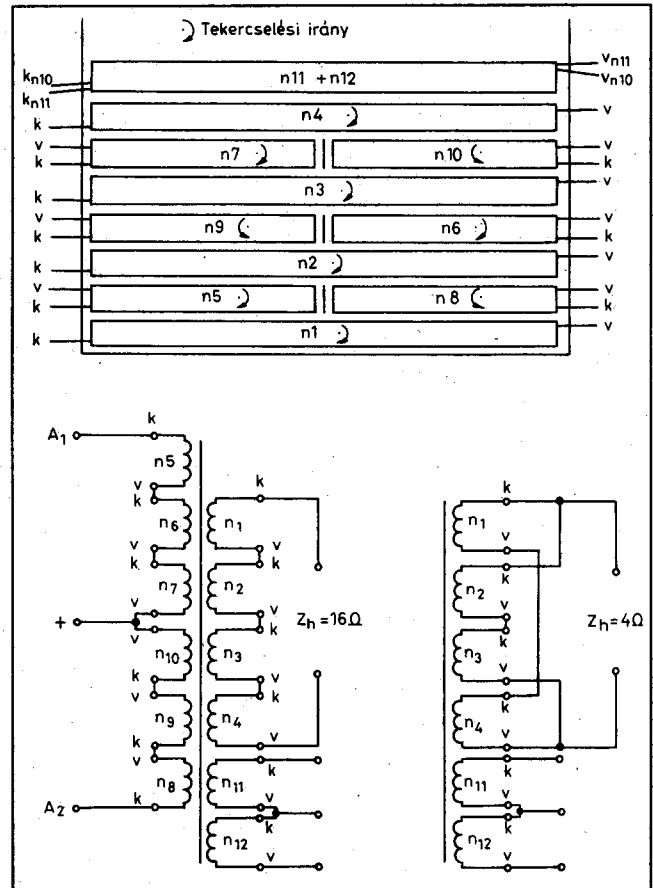 Tekercselési irány
n11 + n12
vn11
vn10
kn10
kn11
n4
v
k
n7
n10
v
k
v
k
n3
v
k
n9
n6
v
k
v
k
n2
v
k
n5
n8
v
k
v
k
n1
v
k
A1
k
n5
v
k
n6
v
k
n7
v
+
v
n10
k
v
n9
k
v
n8
A2
k
k
n1
v
k
n2
v
k
n3
v
k
n4
v
k
n11
v
k
n12
v
Zh=16Ω
k
n1
v
k
n2
v
k
n3
v
k
n4
v
k
n11
v
k
n12
v
Zh=4Ω